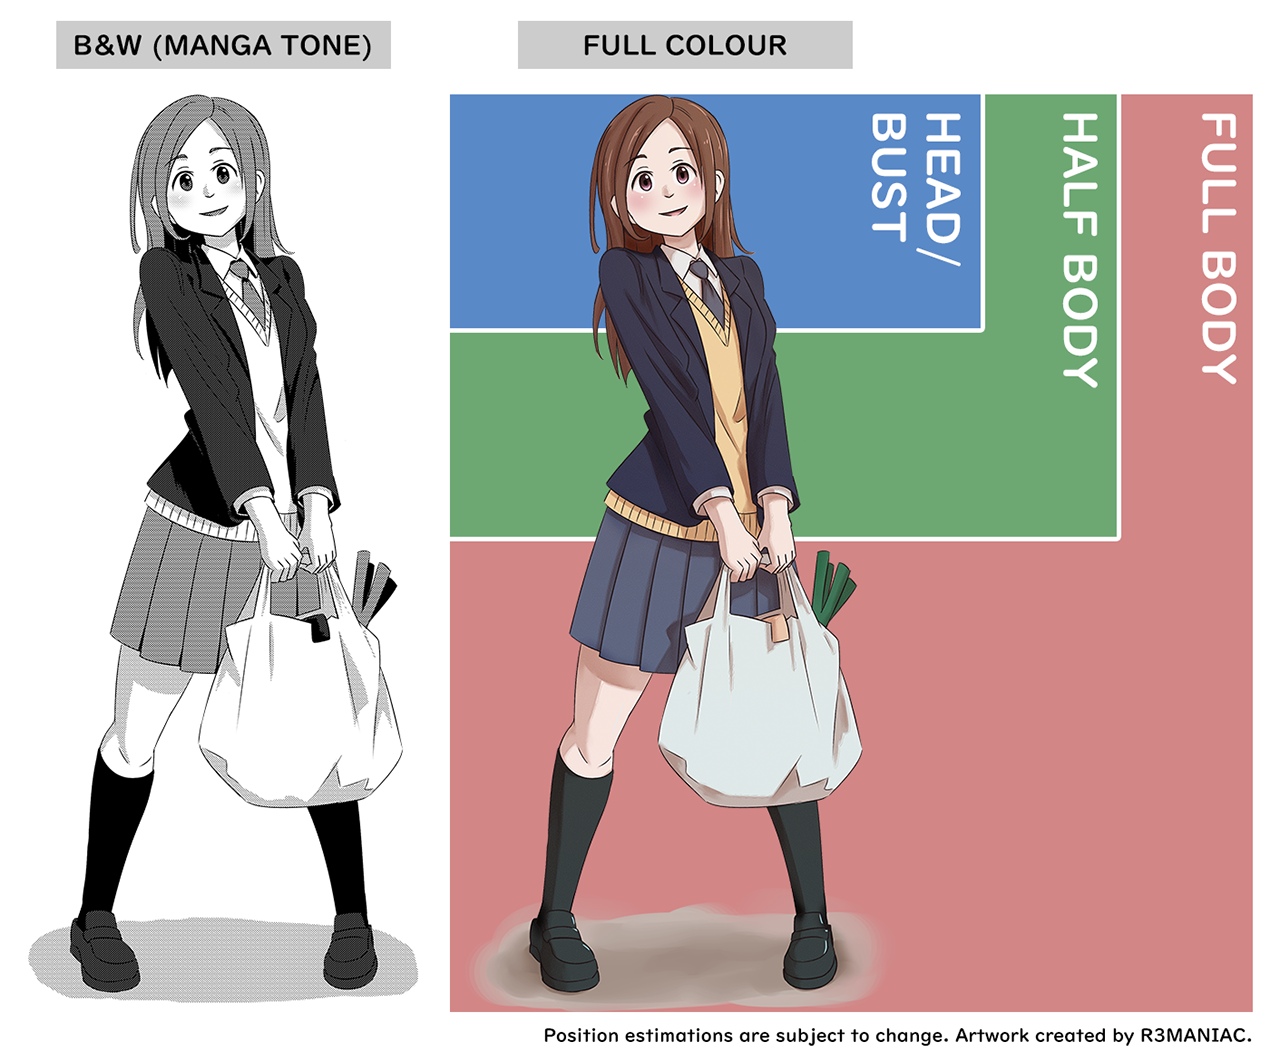 B&W (MANGA TONE)
FULL COLOUR
HEAD/
BUST
HALF BODY
FULL BODY
Position estimations are subject to change. Artwork created by R3MANIAC.